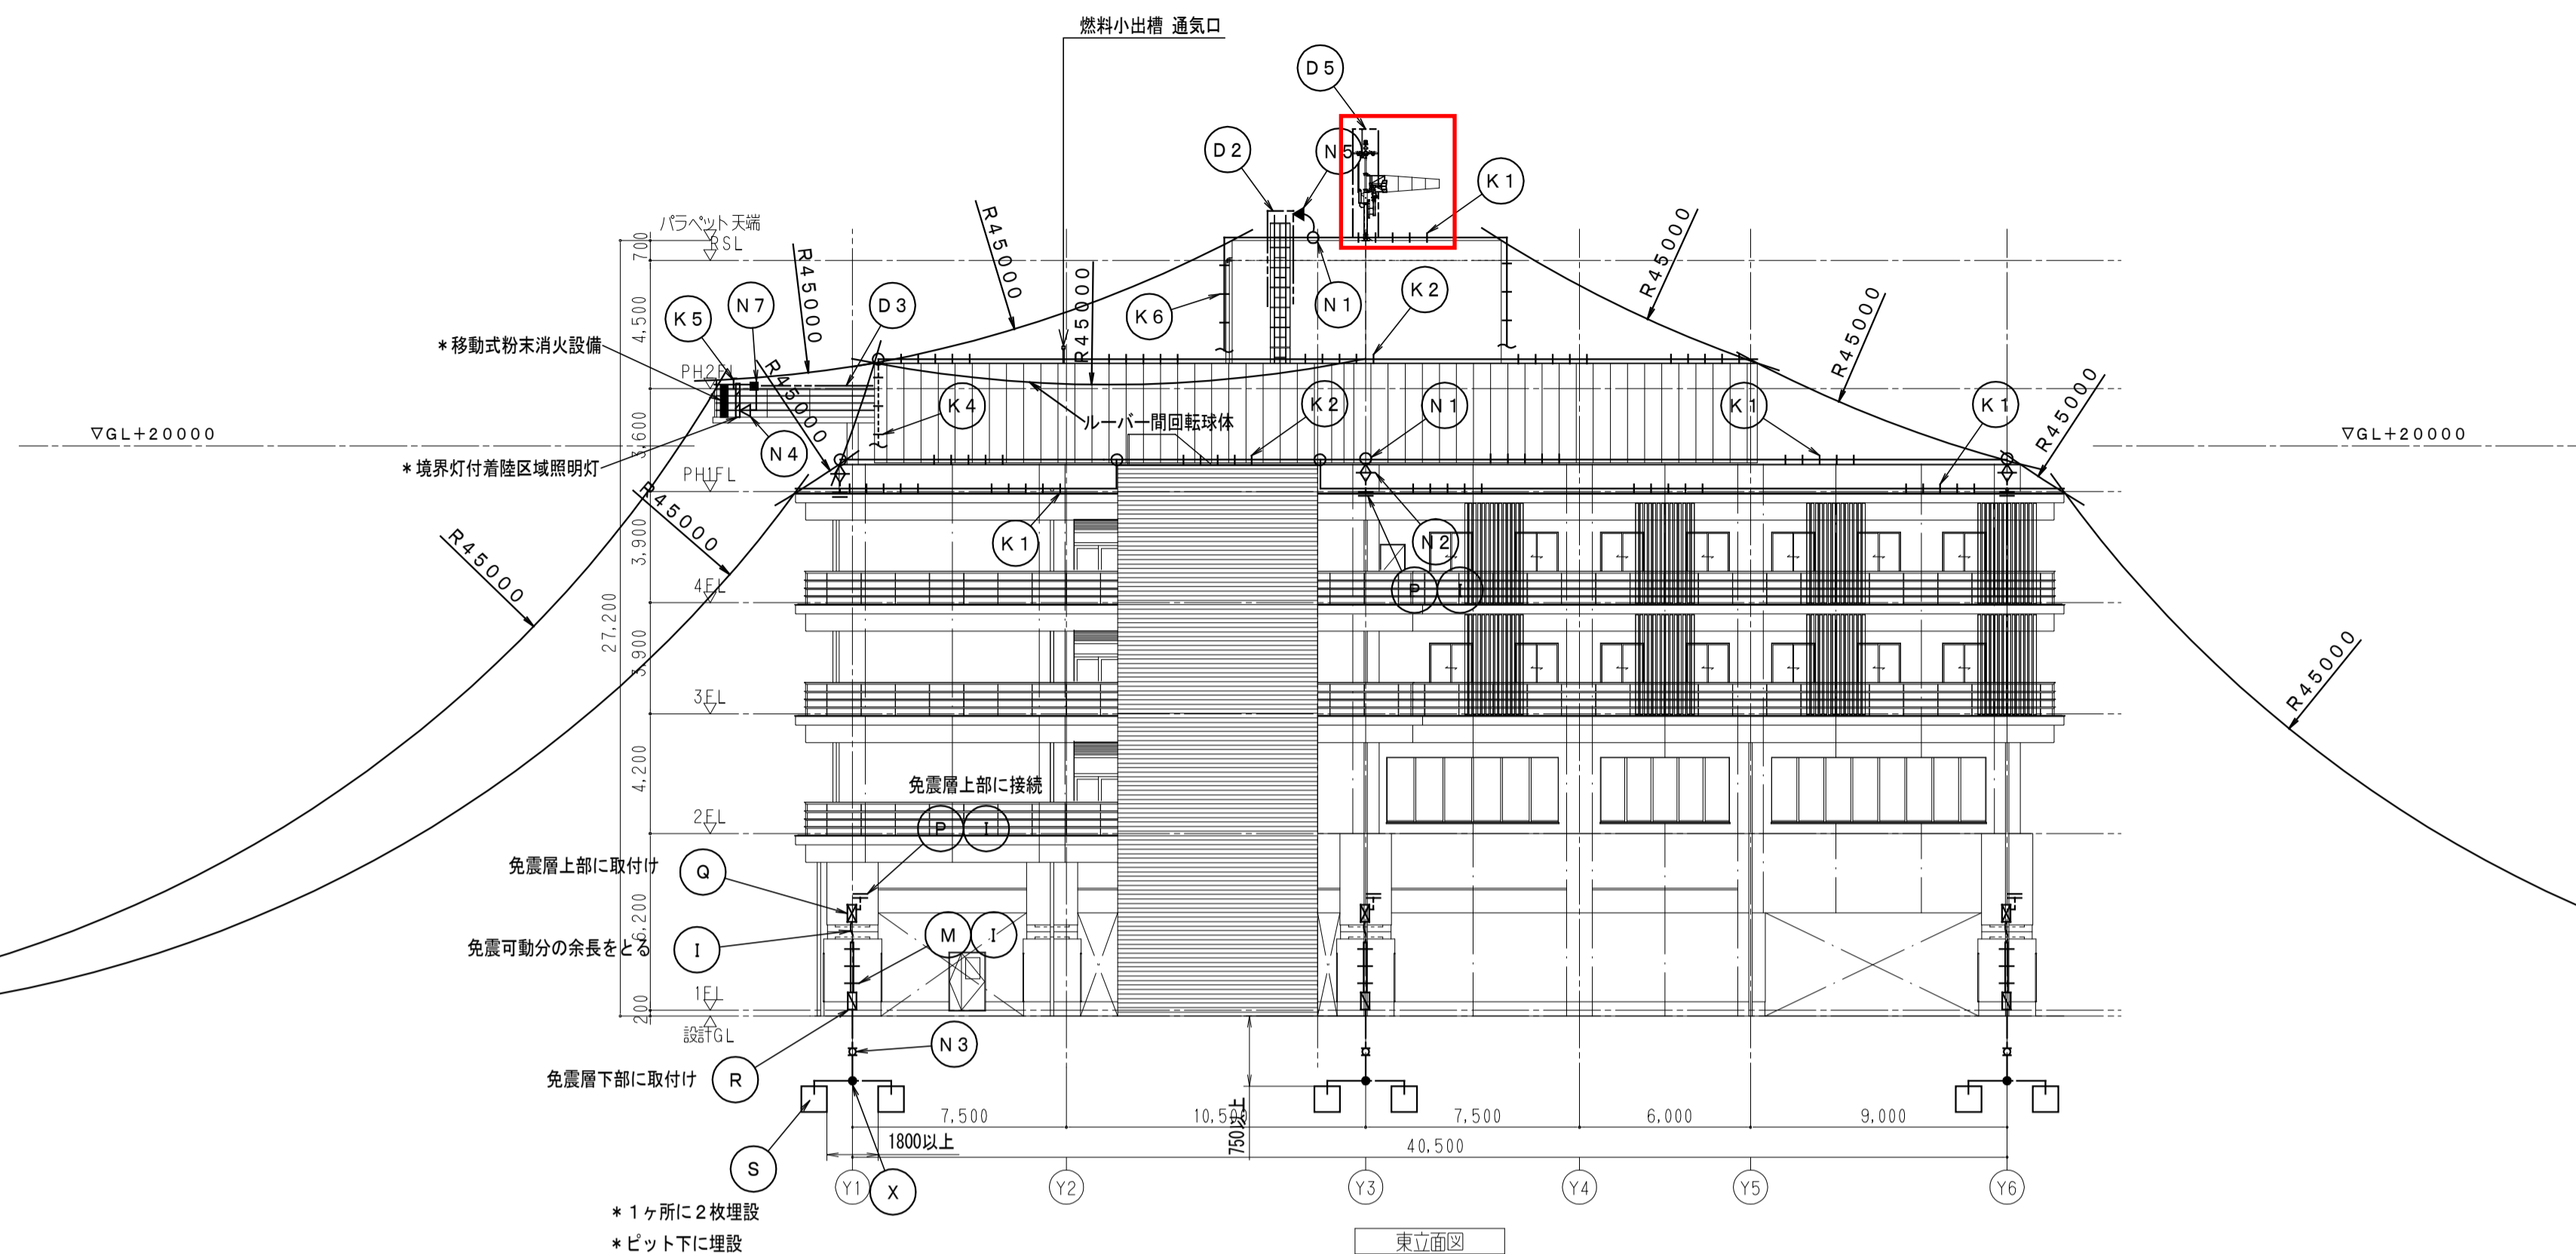 燃料小出槽 通気口
D5
D2
N5
K1
パラペット天端
RSL
700
R45000
R45000
R45000
R45000
R45000
R45000
K5
N7
D3
K6
N1
K2
4,500
*移動式粉末消火設備
PH2FL
R45000
K4
ルーバー間回転球体
K2
N1
K1
K1
▽GL+20000
▽GL+20000
3,600
*境界灯付着陸区域照明灯
N4
PH1FL
R45000
R45000
K1
N2
P
I
3,900
4FL
27,200
3,900
3FL
R45000
4,200
免震層上部に接続
2FL
P
I
免震層上部に取付け
Q
6,200
免震可動分の余長をとる
I
M
I
1FL
200
設計GL
N3
免震層下部に取付け
R
7,500
10,500
7,500
6,000
9,000
1800以上
750以上
40,500
S
X
Y1
Y2
Y3
Y4
Y5
Y6
*1ヶ所に2枚埋設
*ピット下に埋設
東立面図